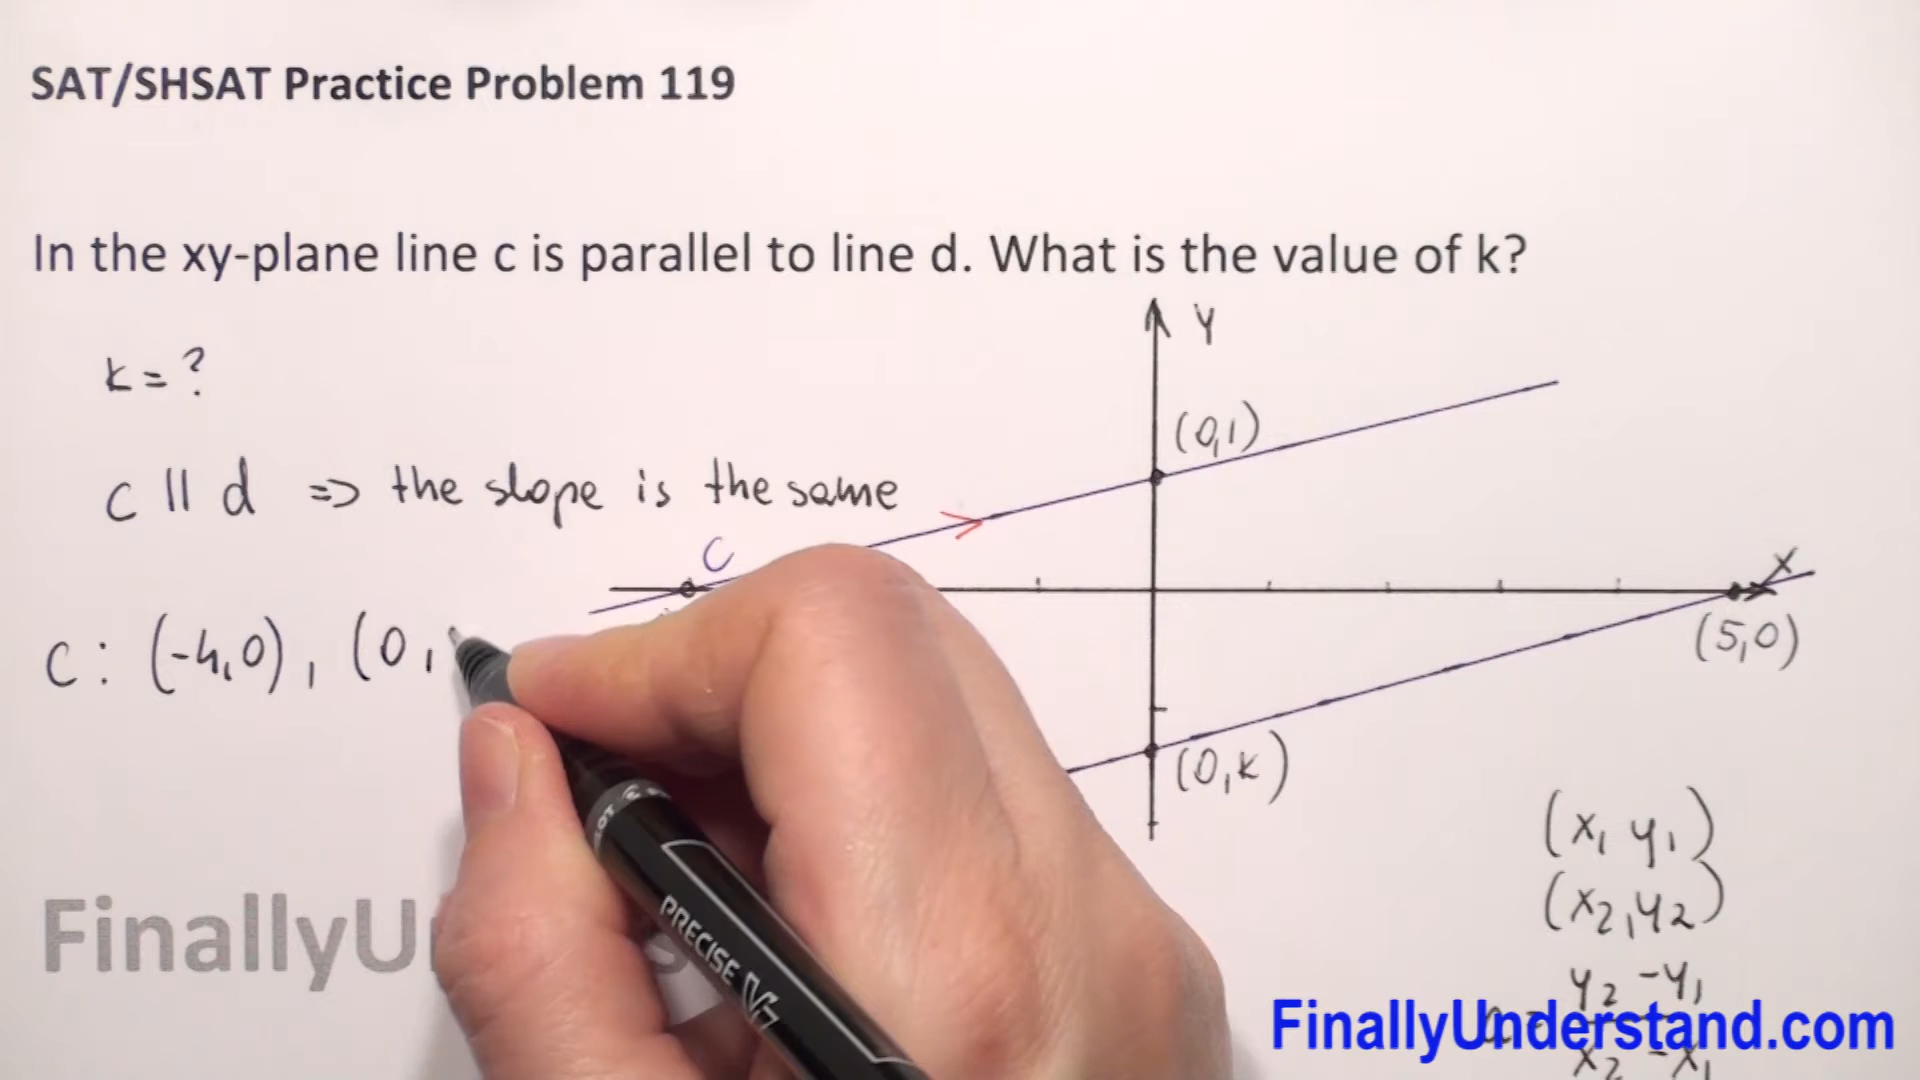 SAT/SHSAT Practice Problem 119
In the xy-plane line c is parallel to line d. What is the value of k?
k = ?
c || d => the slope is the same
C : (-4,0), (0,
Y
(0,1)
C
X
(5,0)
(0,k)
(x₁ y₁)
(x₂,y₂)
y₂ - y₁
x₂ - x₁
FinallyU
PRECISE V7
FinallyUnderstand.com